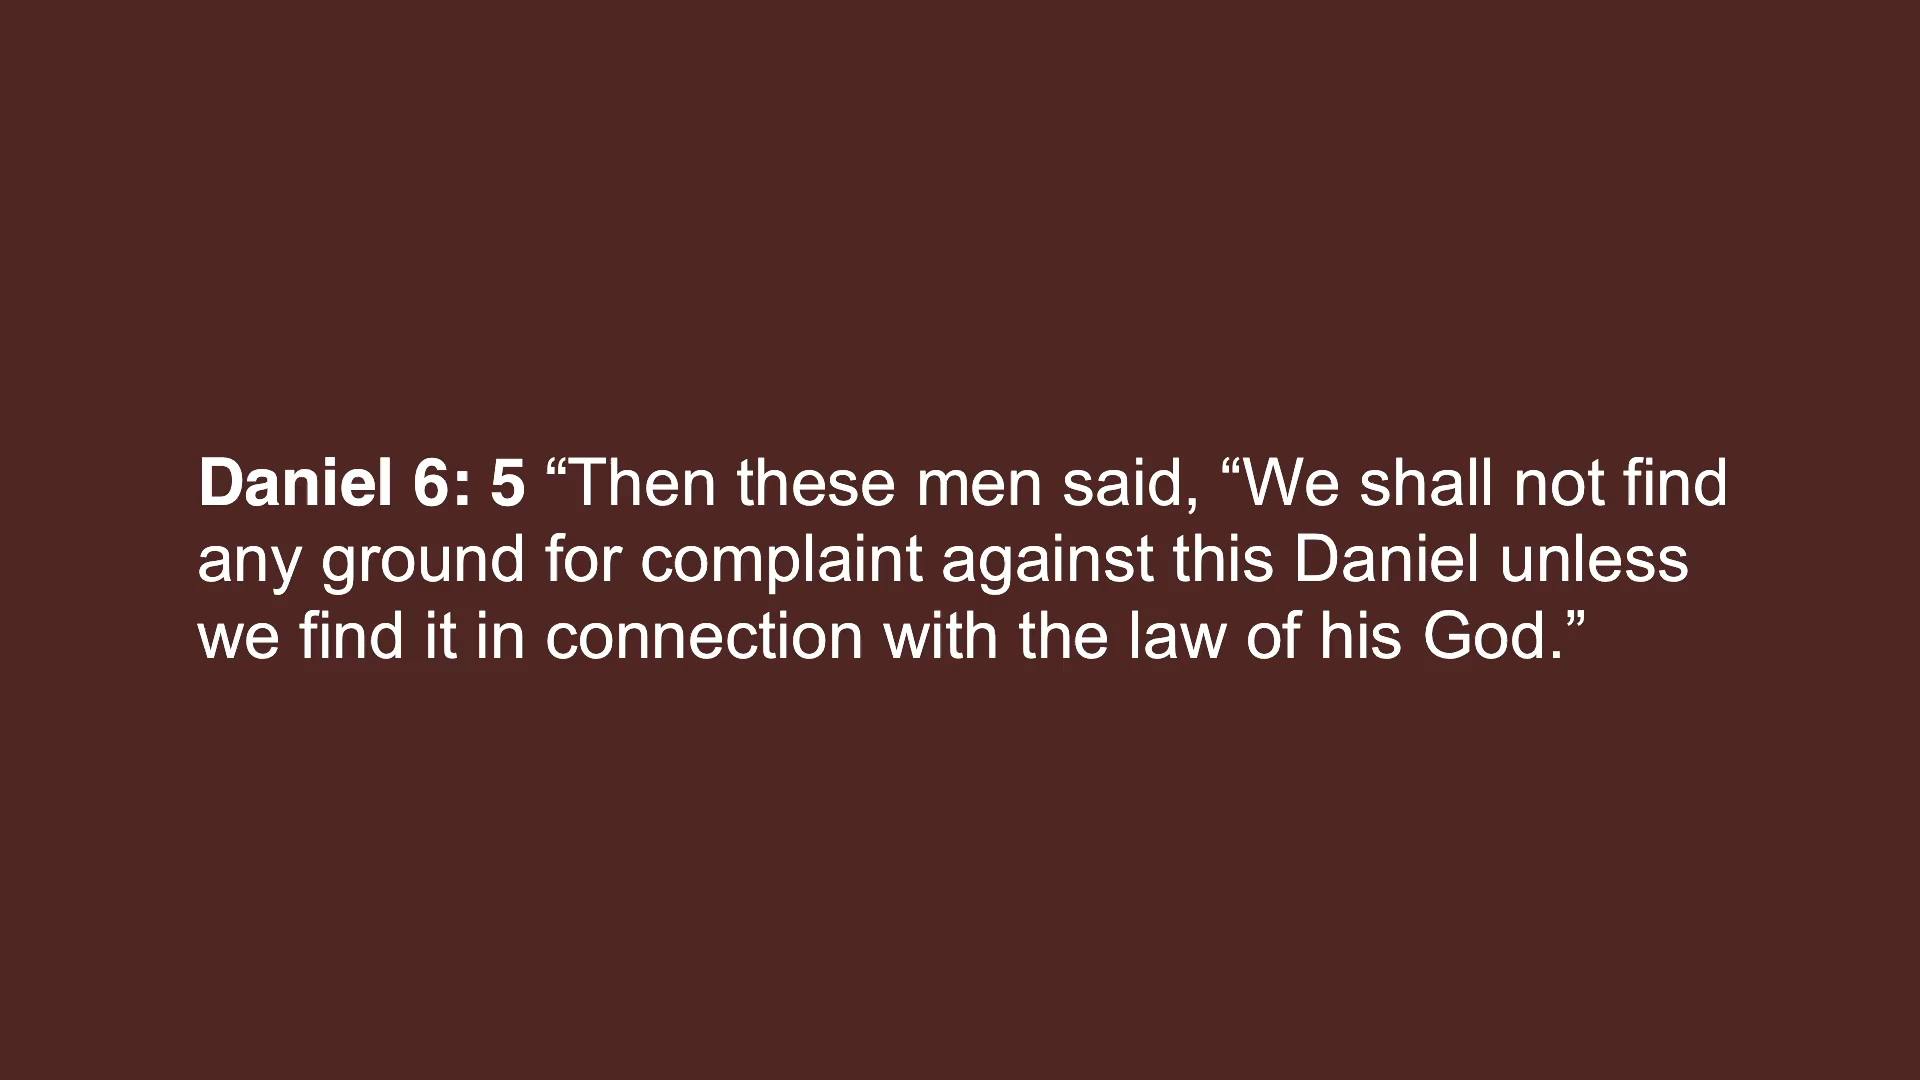 Daniel 6: 5 “Then these men said, “We shall not find
any ground for complaint against this Daniel unless
we find it in connection with the law of his God.”